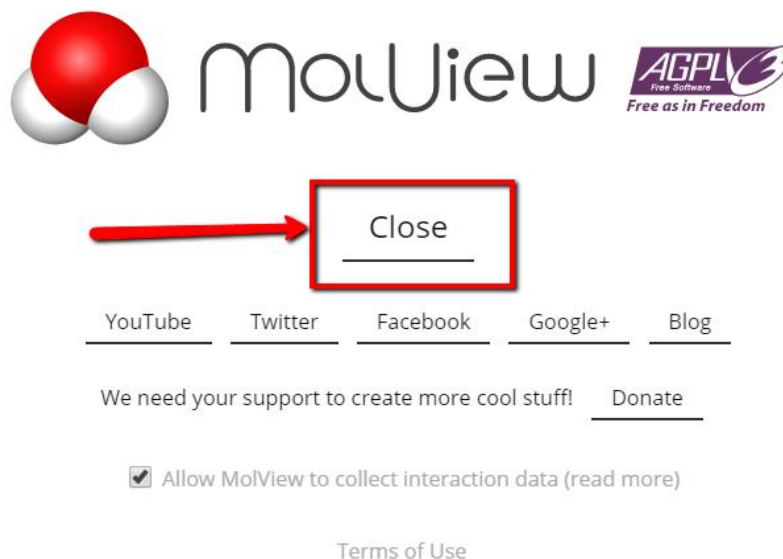 MolView
AGPL v3
Free Software
Free as in Freedom
Close
YouTube Twitter Facebook Google+ Blog
We need your support to create more cool stuff! Donate
Allow MolView to collect interaction data (read more)
Terms of Use